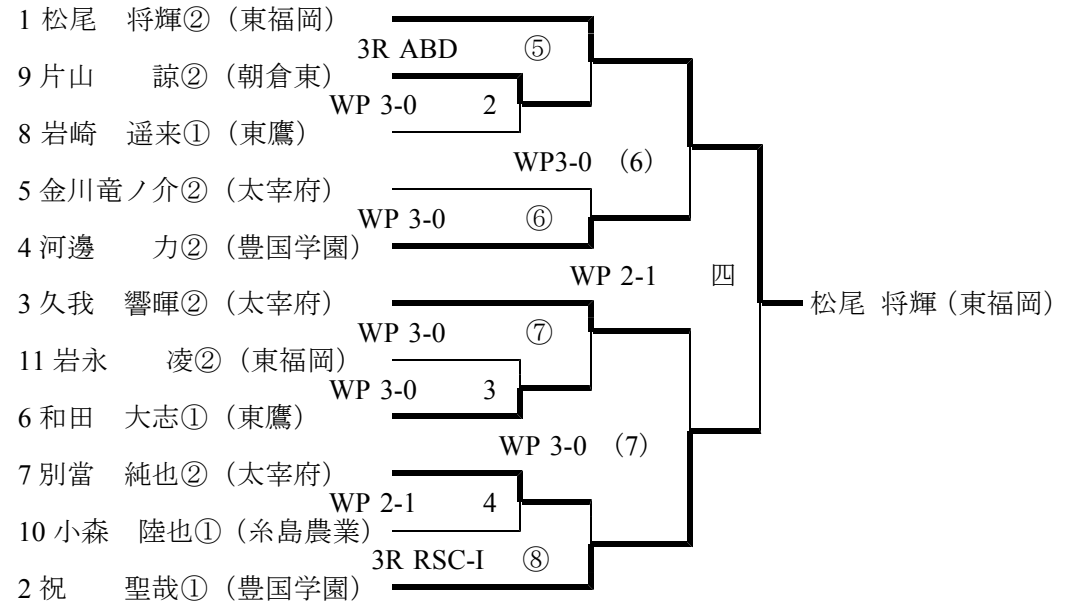 1 松尾　将輝②（東福岡）
3R ABD　⑤
9 片山　　諒②（朝倉東）
WP 3-0　2
8 岩崎　遥来①（東鷹）
WP3-0 （6）
5 金川竜ノ介②（太宰府）
WP 3-0　⑥
4 河邊　　力②（豊国学園）
WP 2-1　四
松尾 将輝（東福岡）
3 久我　響暉②（太宰府）
WP 3-0　⑦
11 岩永　　凌②（東福岡）
WP 3-0　3
6 和田　大志①（東鷹）
WP 3-0 （7）
7 別當　純也②（太宰府）
WP 2-1　4
10 小森　陸也①（糸島農業）
3R RSC-I　⑧
2 祝　　聖哉①（豊国学園）